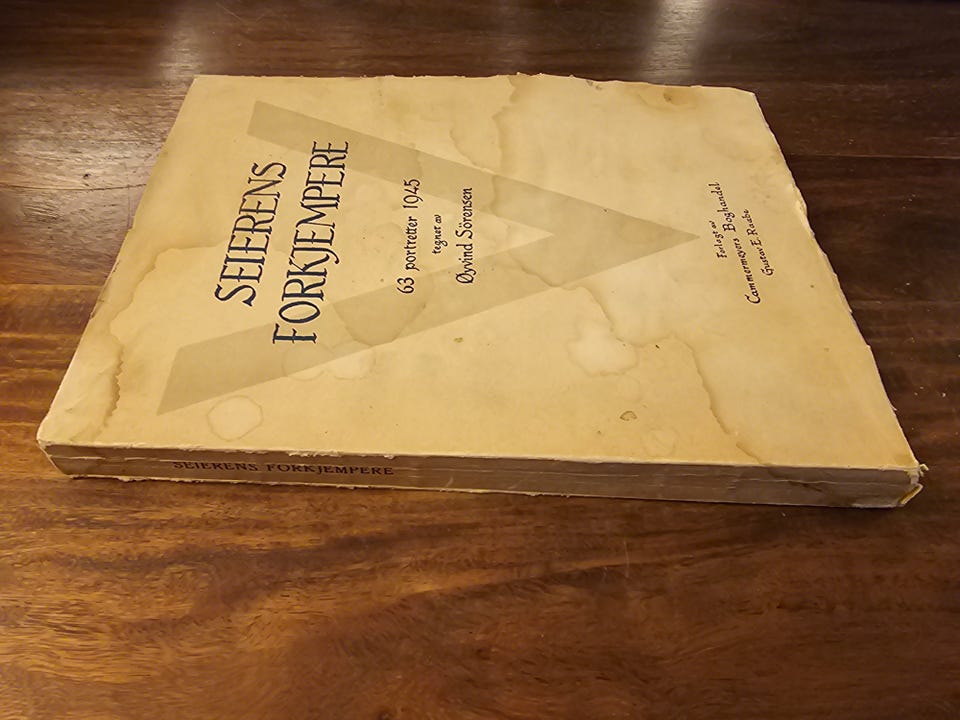 SEIERENS
FORKJEMPERE
63 portretter 1945
tegnet av
Øyvind Sörensen
Forlagt av
Cammermeyers Boghandel
Gustav E. Raabe
SEIERENS FORKJEMPERE